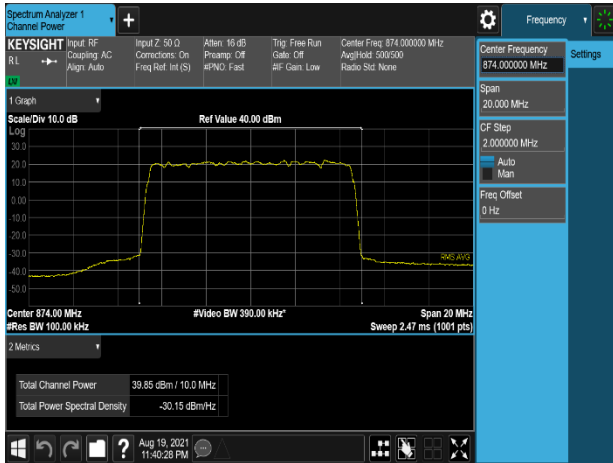 Spectrum Analyzer 1
Channel Power
+
Frequency
KEYSIGHT
RL
LXI
Input: RF
Coupling: AC
Align: Auto
Input Z: 50 Ω
Corrections: On
Freq Ref: Int (S)
Atten: 16 dB
Preamp: Off
#PNO: Fast
Trig: Free Run
Gate: Off
#IF Gain: Low
Center Freq: 874.000000 MHz
Avg|Hold: 500/500
Radio Std: None
Center Frequency
874.000000 MHz
Settings
Span
20.000 MHz
CF Step
2.000000 MHz
Auto
Man
Freq Offset
0 Hz
1 Graph
Scale/Div 10.0 dB
Ref Value 40.00 dBm
Log
30.0
20.0
10.0
0.00
-10.0
-20.0
-30.0
-40.0
-50.0
RMS AVG
Center 874.00 MHz
#Video BW 390.00 kHz*
Span 20 MHz
#Res BW 100.00 kHz
Sweep 2.47 ms (1001 pts)
2 Metrics
Total Channel Power 39.85 dBm / 10.0 MHz
Total Power Spectral Density -30.15 dBm/Hz
?
Aug 19, 2021
11:40:28 PM